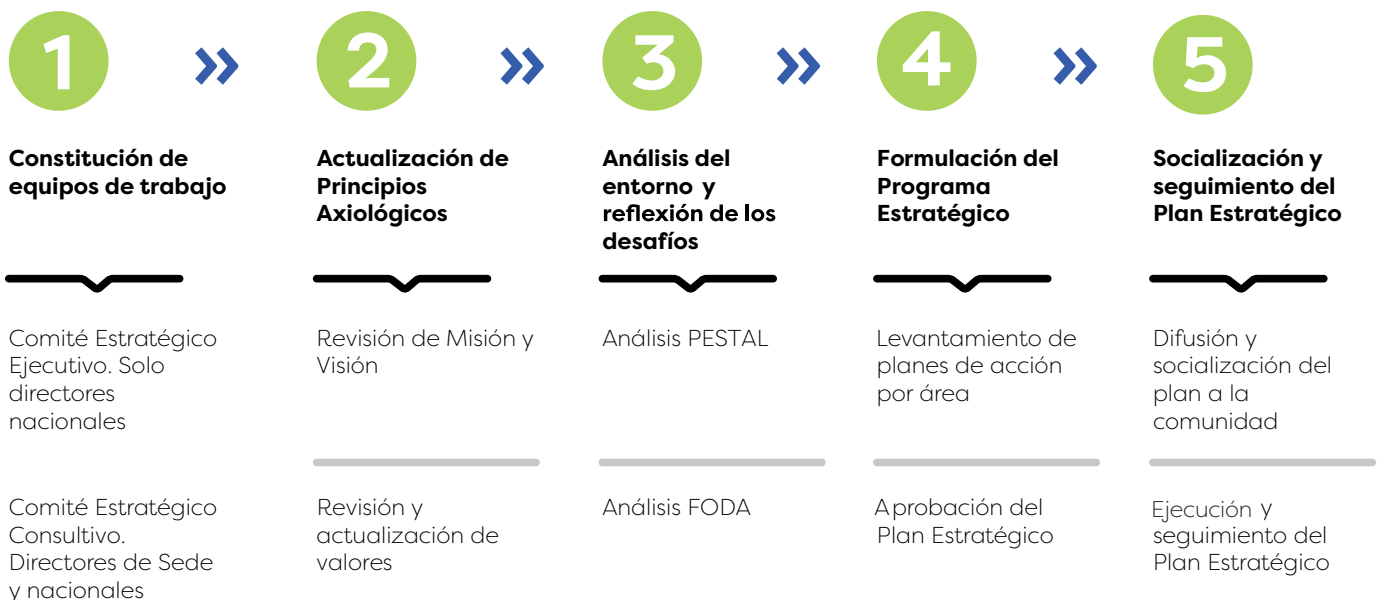 1
2
3
4
5
Constitución de
equipos de trabajo
Actualización de
Principios
Axiológicos
Análisis del
entorno y
reflexión de los
desafíos
Formulación del
Programa
Estratégico
Socialización y
seguimiento del
Plan Estratégico
Comité Estratégico
Ejecutivo. Solo
directores
nacionales
Revisión de Misión y
Visión
Análisis PESTAL
Levantamiento de
planes de acción
por área
Difusión y
socialización del
plan a la
comunidad
Comité Estratégico
Consultivo.
Directores de Sede
y nacionales
Revisión y
actualización de
valores
Análisis FODA
Aprobación del
Plan Estratégico
Ejecución y
seguimiento del
Plan Estratégico